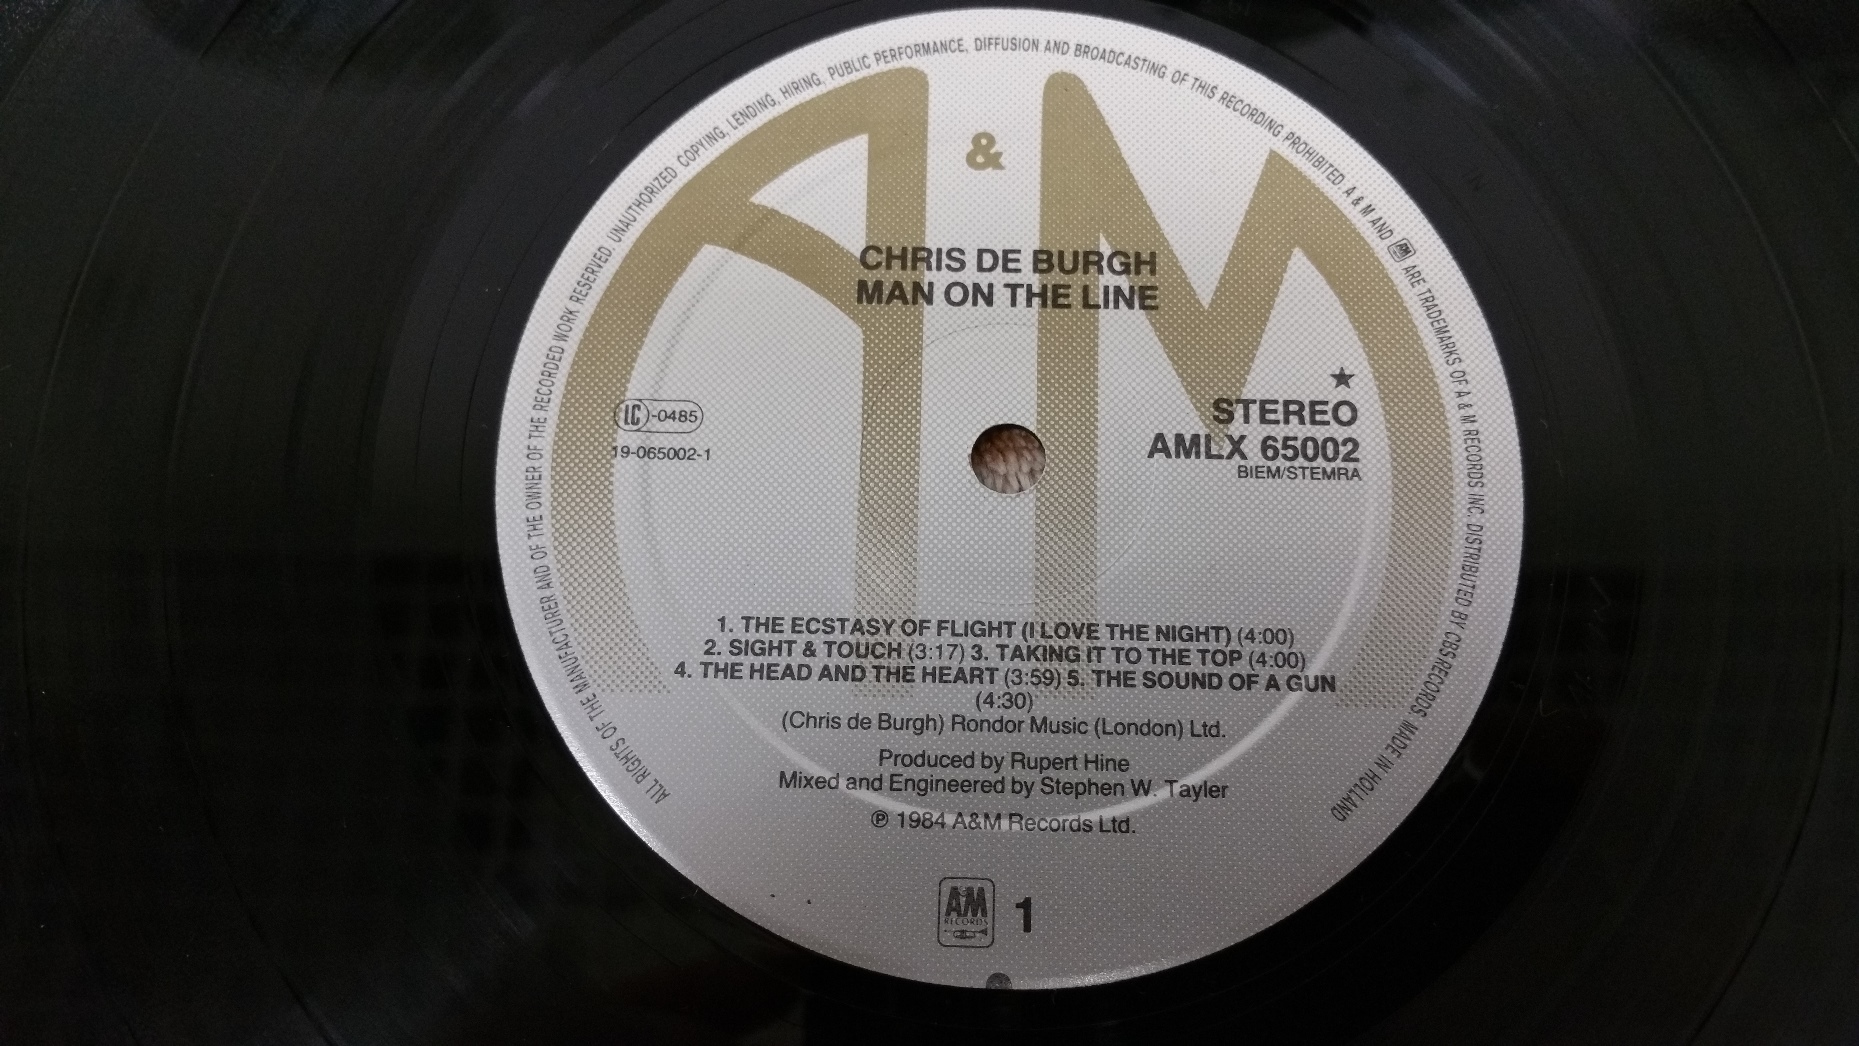 ALL RIGHTS OF THE MANUFACTURER AND OF THE OWNER OF THE RECORDED WORK RESERVED. UNAUTHORIZED COPYING, LENDING, HIRING, PUBLIC PERFORMANCE, DIFFUSION AND BROADCASTING OF THIS RECORDING PROHIBITED. A & M AND AM ARE TRADEMARKS OF A & M RECORDS INC. DISTRIBUTED BY CBS RECORDS. MADE IN HOLLAND
A & M
CHRIS DE BURGH
MAN ON THE LINE
★
STEREO
AMLX 65002
BIEM/STEMRA
LC-0485
19-065002-1
1. THE ECSTASY OF FLIGHT (I LOVE THE NIGHT) (4:00)
2. SIGHT & TOUCH (3:17) 3. TAKING IT TO THE TOP (4:00)
4. THE HEAD AND THE HEART (3:59) 5. THE SOUND OF A GUN
(4:30)
(Chris de Burgh) Rondor Music (London) Ltd.
Produced by Rupert Hine
Mixed and Engineered by Stephen W. Tayler
℗ 1984 A&M Records Ltd.
AM
RECORDS
1